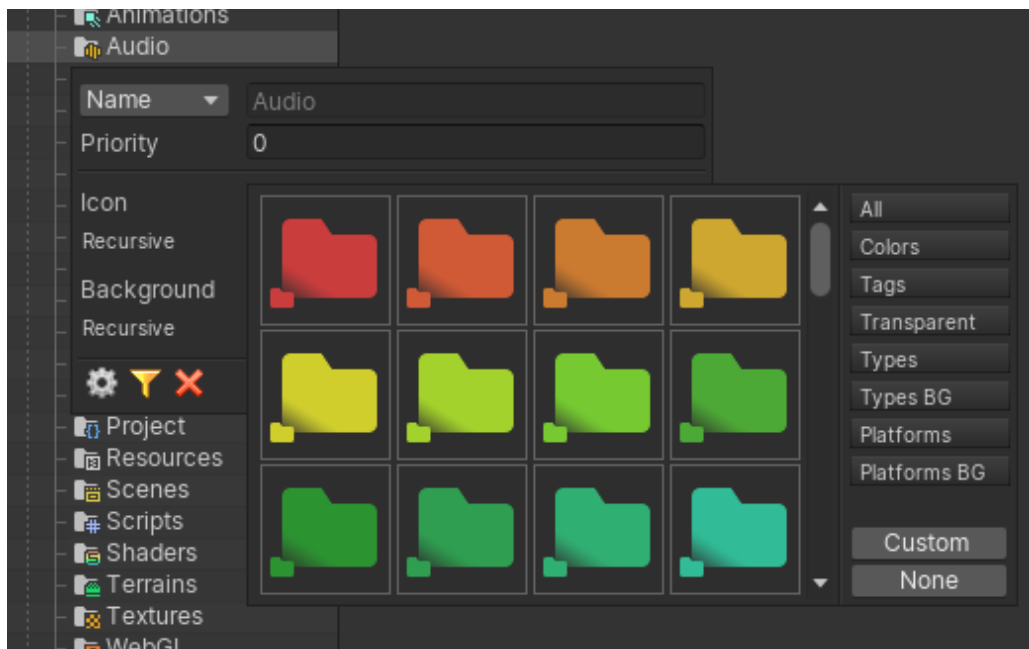 Animations
Audio
Name Audio
Priority 0
Icon
Recursive
Background
Recursive
All
Colors
Tags
Transparent
Types
Types BG
Platforms
Platforms BG
Custom
None
Project
Resources
Scenes
Scripts
Shaders
Terrains
Textures
WebGL